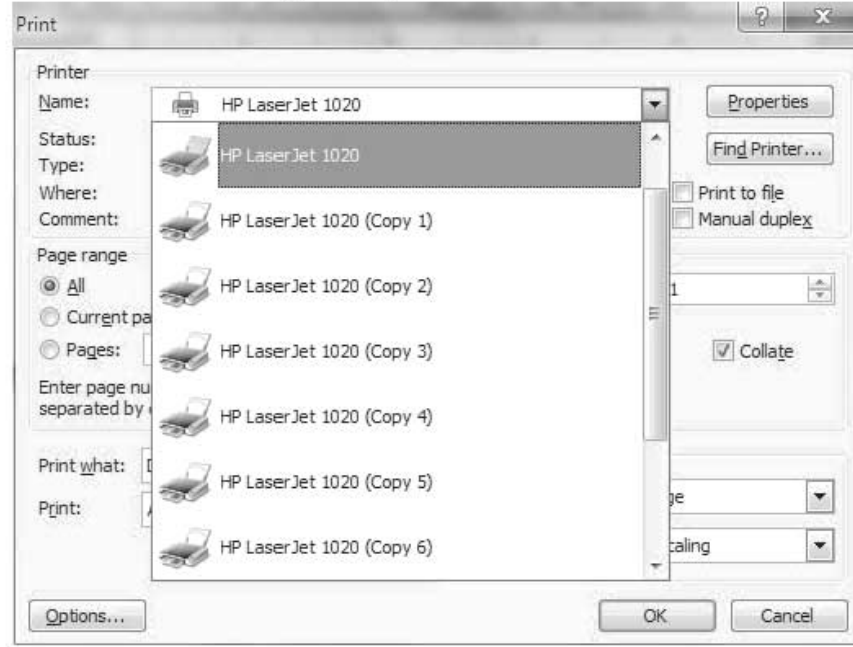 Print
Printer
Name: HP LaserJet 1020 Properties
Status: HP LaserJet 1020 Find Printer...
Type:
Where: Print to file
Comment: HP LaserJet 1020 (Copy 1) Manual duplex
Page range
All HP LaserJet 1020 (Copy 2) 1
Current pa
Pages: HP LaserJet 1020 (Copy 3) Collate
Enter page nu
separated by HP LaserJet 1020 (Copy 4)
Print what: HP LaserJet 1020 (Copy 5)
Print:
HP LaserJet 1020 (Copy 6) caling
Options... OK Cancel